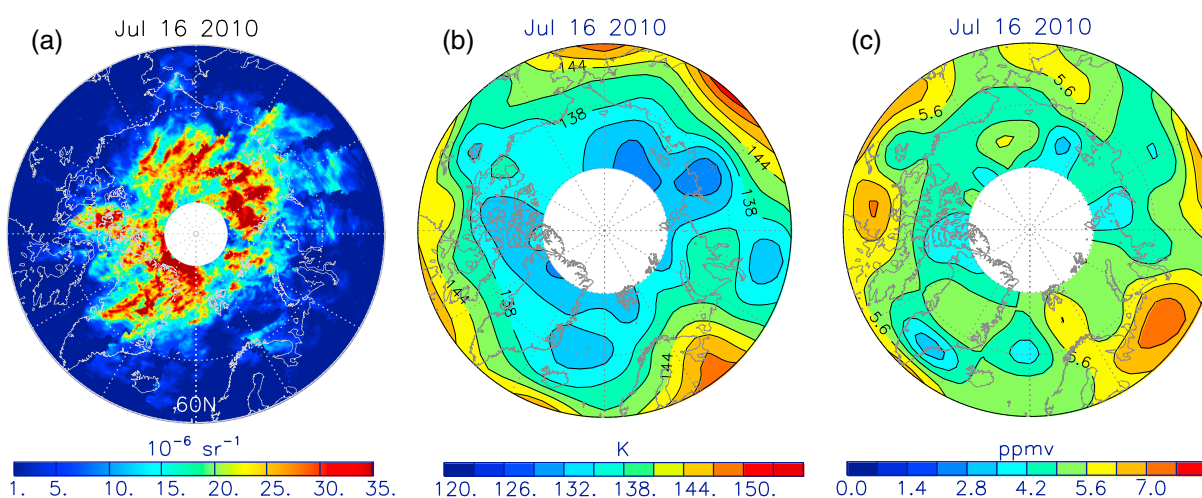 (a)
Jul 16 2010
60N
10⁻⁶ sr⁻¹
1. 5. 10. 15. 20. 25. 30. 35.
(b)
Jul 16 2010
144
138
144
138
144
138
144
K
120. 126. 132. 138. 144. 150.
(c)
Jul 16 2010
5.6
5.6
5.6
5.6
ppmv
0.0 1.4 2.8 4.2 5.6 7.0